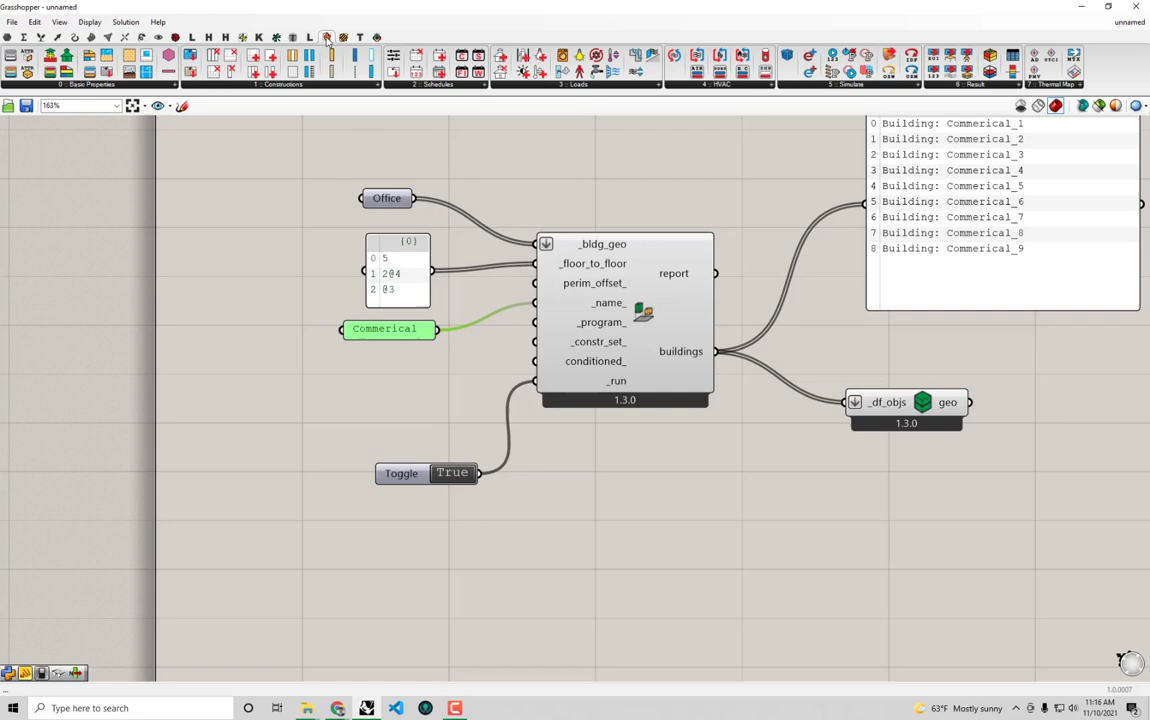 Grasshopper - unnamed
File Edit View Display Solution Help
unnamed
0 :: Basic Properties
1 :: Constructions
2 :: Schedules
3 :: Loads
4 :: HVAC
5 :: Simulate
6 :: Result
7 :: Thermal Map
163%
0 Building: Commerical_1
1 Building: Commerical_2
2 Building: Commerical_3
3 Building: Commerical_4
4 Building: Commerical_5
5 Building: Commerical_6
6 Building: Commerical_7
7 Building: Commerical_8
8 Building: Commerical_9
Office
{0}
0 5
1 2@4
2 @3
Commerical
Toggle True
_bldg_geo
_floor_to_floor
perim_offset_
_name_
_program_
_constr_set_
conditioned_
_run
report
buildings
1.3.0
_df_objs geo
1.3.0
...
1.0.0007
Type here to search
63°F Mostly sunny
11:16 AM
11/10/2021